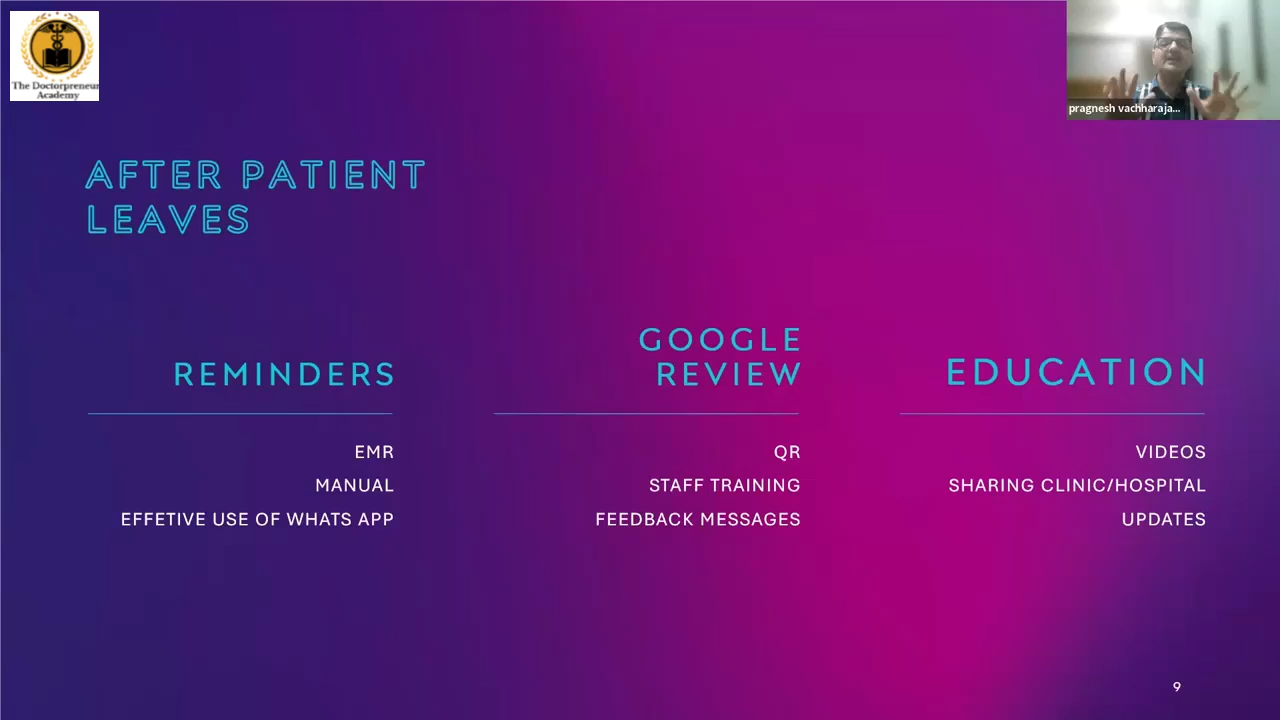 The Doctorpreneur
Academy
pragnesh vachharaja...
AFTER PATIENT
LEAVES
REMINDERS
EMR
MANUAL
EFFETIVE USE OF WHATS APP
GOOGLE
REVIEW
QR
STAFF TRAINING
FEEDBACK MESSAGES
EDUCATION
VIDEOS
SHARING CLINIC/HOSPITAL
UPDATES
9